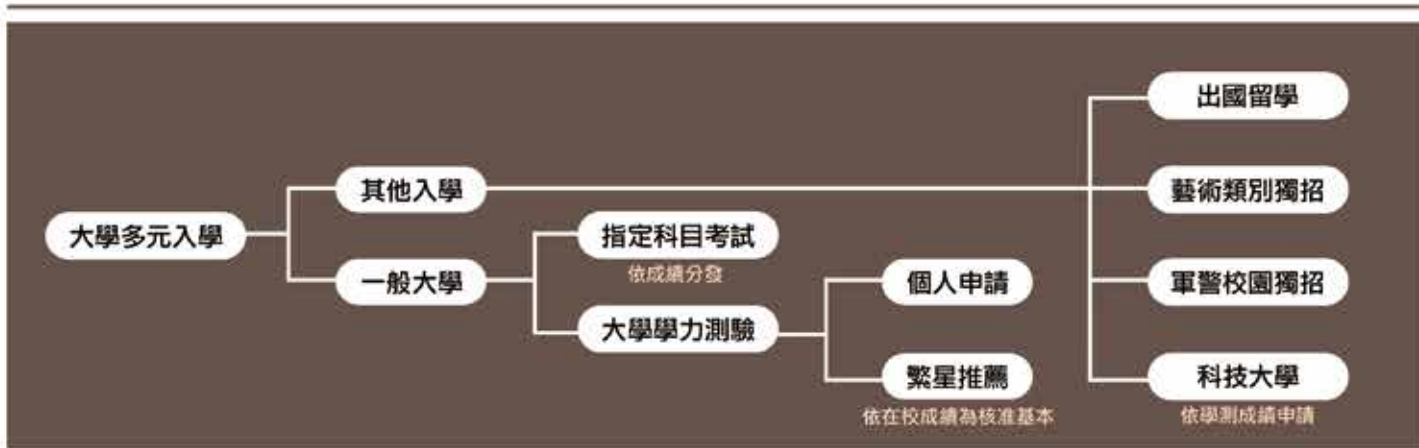 大學多元入學
其他入學
一般大學
指定科目考試
依成績分發
大學學力測驗
個人申請
繁星推薦
依在校成績為核准基本
出國留學
藝術類別獨招
軍警校園獨招
科技大學
依學測成績申請